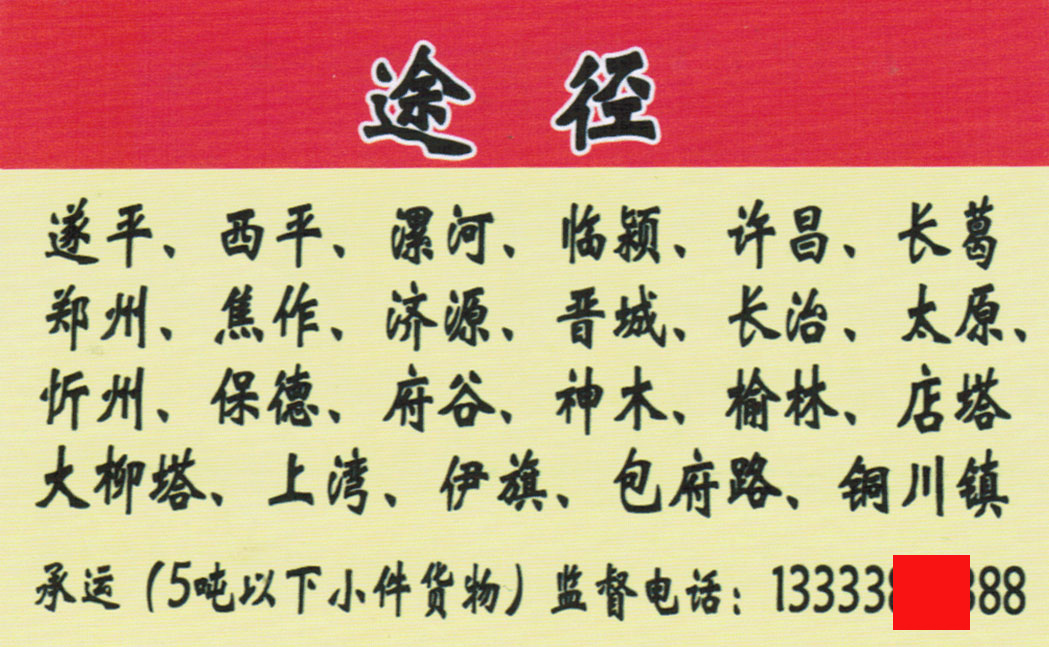 途径
遂平、西平、漯河、临颍、许昌、长葛
郑州、焦作、济源、晋城、长治、太原、
忻州、保德、府谷、神木、榆林、店塔
大柳塔、上湾、伊旗、包府路、铜川镇
承运（5吨以下小件货物）监督电话：13333 88